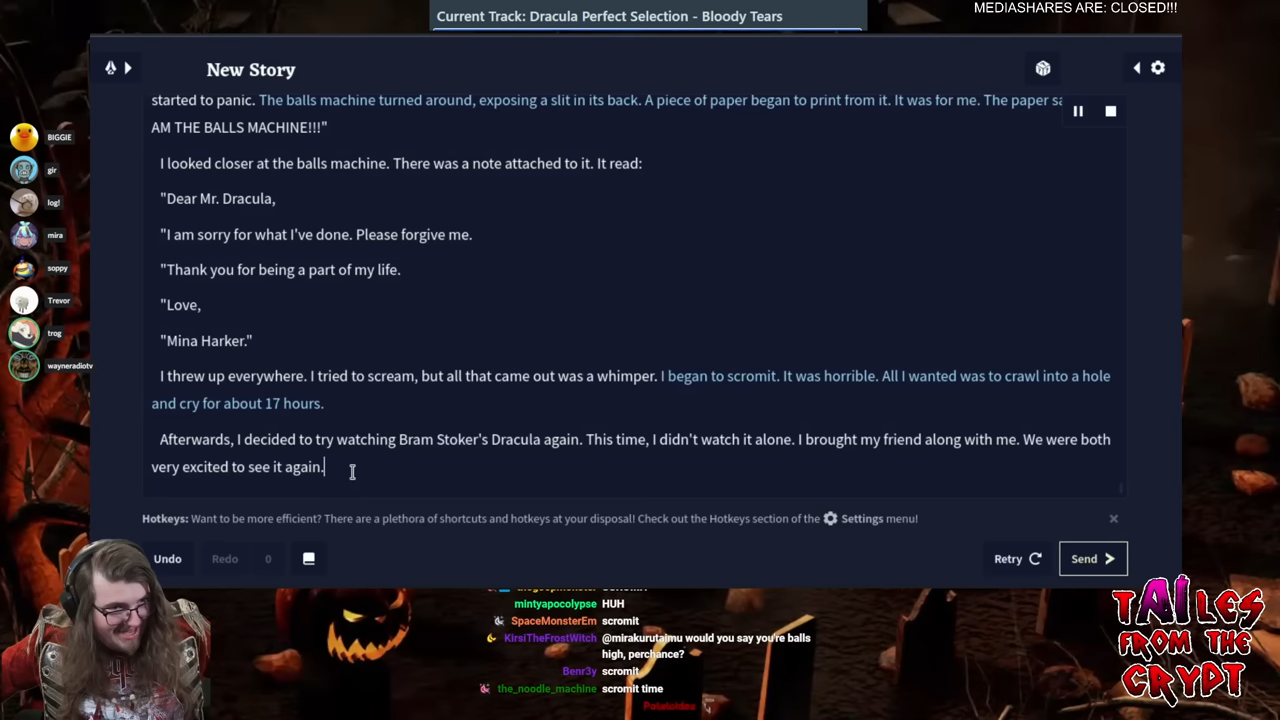 Current Track: Dracula Perfect Selection - Bloody Tears
MEDIASHARES ARE: CLOSED!!!
New Story
started to panic. The balls machine turned around, exposing a slit in its back. A piece of paper began to print from it. It was for me. The paper sa
AM THE BALLS MACHINE!!!"
I looked closer at the balls machine. There was a note attached to it. It read:
"Dear Mr. Dracula,
"I am sorry for what I've done. Please forgive me.
"Thank you for being a part of my life.
"Love,
"Mina Harker."
I threw up everywhere. I tried to scream, but all that came out was a whimper. I began to scromit. It was horrible. All I wanted was to crawl into a hole
and cry for about 17 hours.
Afterwards, I decided to try watching Bram Stoker's Dracula again. This time, I didn't watch it alone. I brought my friend along with me. We were both
very excited to see it again.
BIGGIE
gir
log!
mira
soppy
Trevor
trog
wayneradiotv
Hotkeys: Want to be more efficient? There are a plethora of shortcuts and hotkeys at your disposal! Check out the Hotkeys section of the Settings menu!
Undo
Redo 0
Retry
Send
mintyapocolypse HUH
SpaceMonsterEm scromit
KirsiTheFrostWitch @mirakurutaimu would you say you're balls
high, perchance?
Benr3y scromit
the_noodle_machine scromit time
TAILES
FROM THE
CRYPT